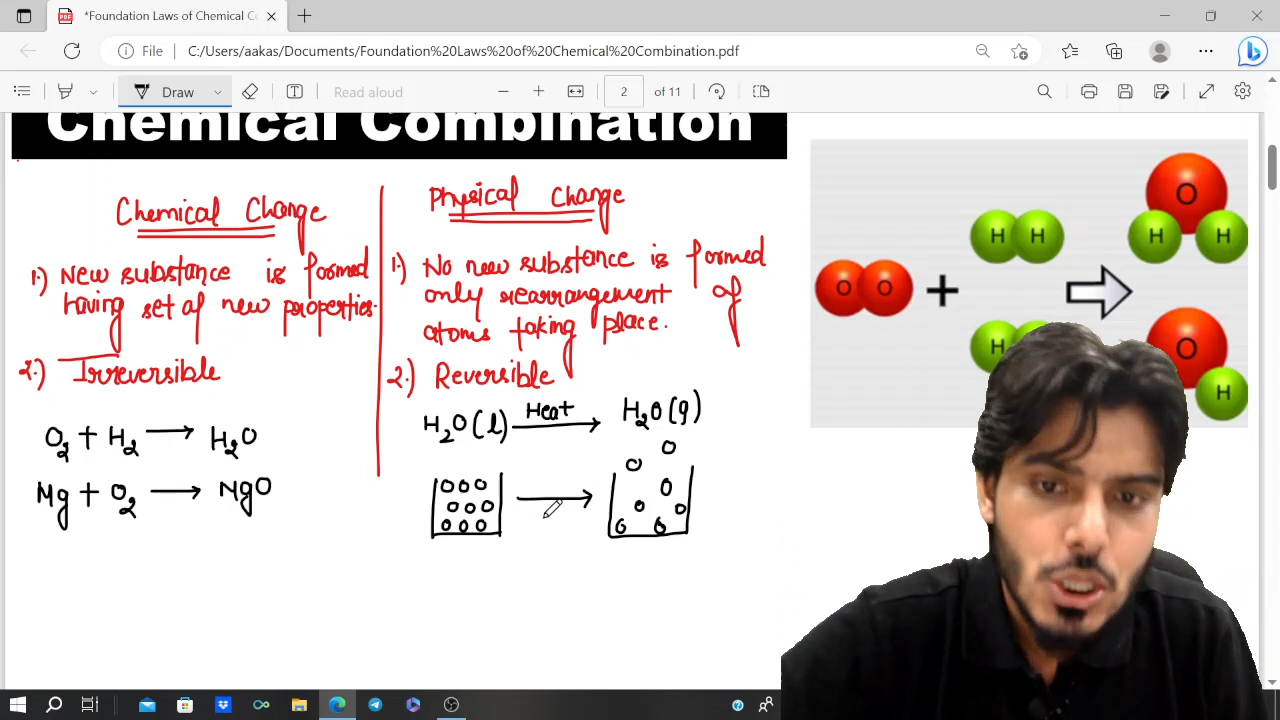 *Foundation Laws of Chemical Co
File
C:/Users/aakas/Documents/Foundation%20Laws%20of%20Chemical%20Combination.pdf
Draw
Read aloud
2
of 11
Chemical Combination
Chemical Change
1.) New substance is formed
having set of new properties.
2.) Irreversible
O2 + H2 → H2O
Mg + O2 → MgO
Physical Change
1.) No new substance is formed
only rearrangement of
atoms taking place.
2.) Reversible
H2O(l) Heat → H2O(g)
O O + H H ⇒ O H H
H
O H